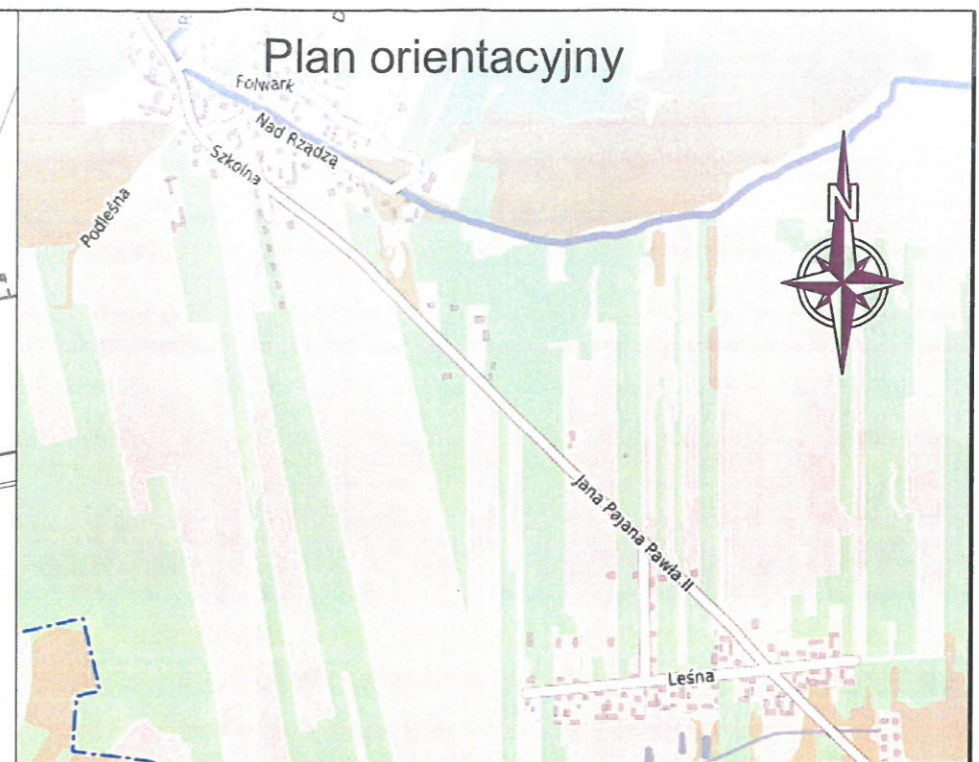 Plan orientacyjny
Folwark
Nad Rządzą
Szkolna
Podleśna
N
Jana Pajana Pawła II
Leśna